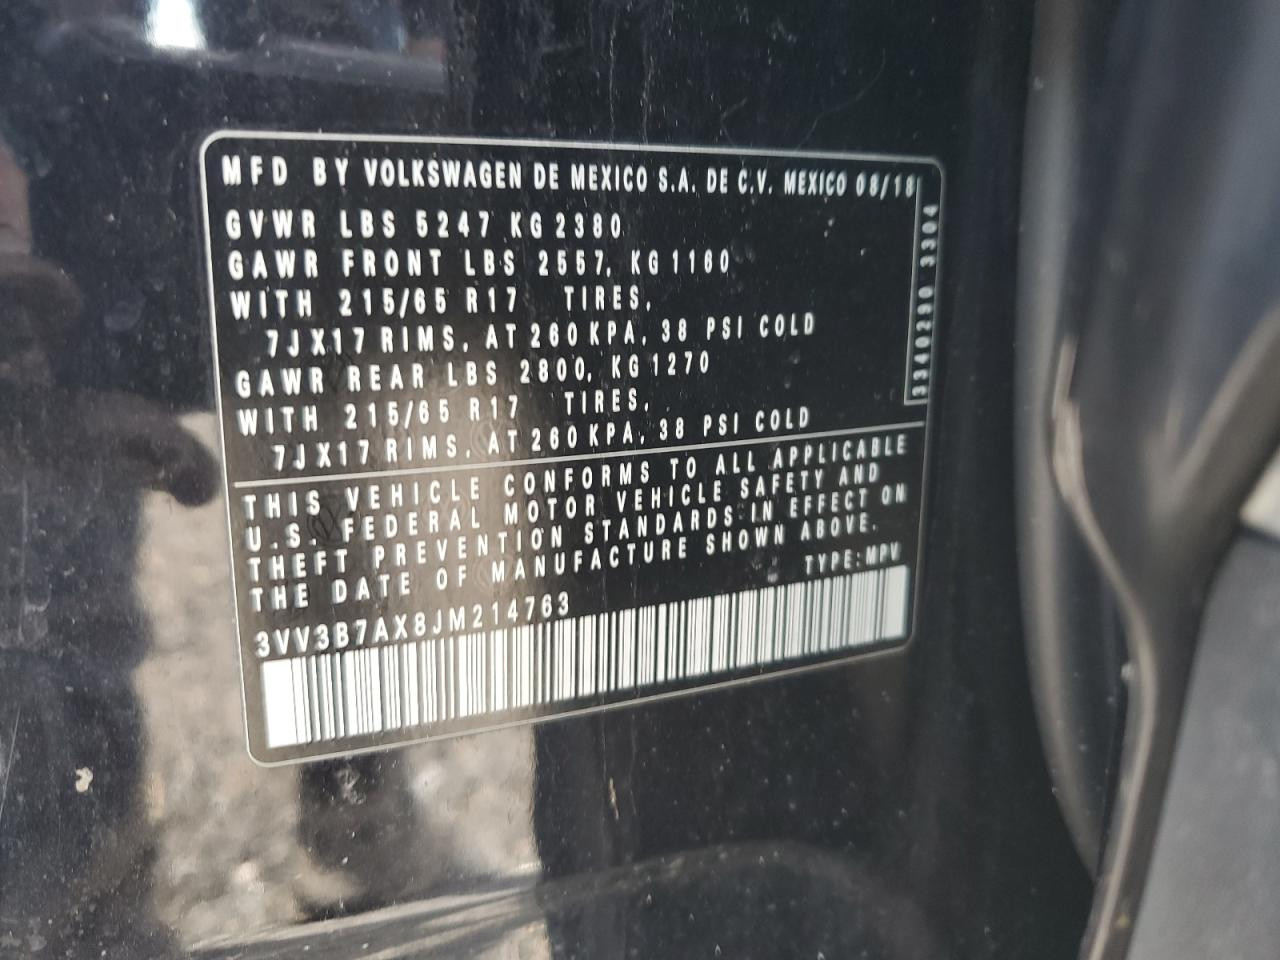 MFD BY VOLKSWAGEN DE MEXICO S.A. DE C.V. MEXICO 08/18
GVWR LBS 5247 KG 2380
GAWR FRONT LBS 2557, KG 1160
WITH 215/65 R17 TIRES,
7JX17 RIMS, AT 260 KPA, 38 PSI COLD
GAWR REAR LBS 2800, KG 1270
WITH 215/65 R17 TIRES,
7JX17 RIMS, AT 260 KPA, 38 PSI COLD
3340290 3304
THIS VEHICLE CONFORMS TO ALL APPLICABLE
U.S. FEDERAL MOTOR VEHICLE SAFETY AND
THEFT PREVENTION STANDARDS IN EFFECT ON
THE DATE OF MANUFACTURE SHOWN ABOVE.
TYPE: MPV
3VV3B7AX8JM214763